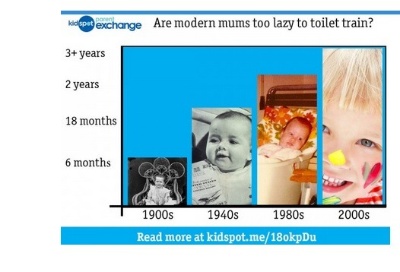 kidspot parent exchange
Are modern mums too lazy to toilet train?
3+ years
2 years
18 months
6 months
1900s 1940s 1980s 2000s
Read more at kidspot.me/18okpDu